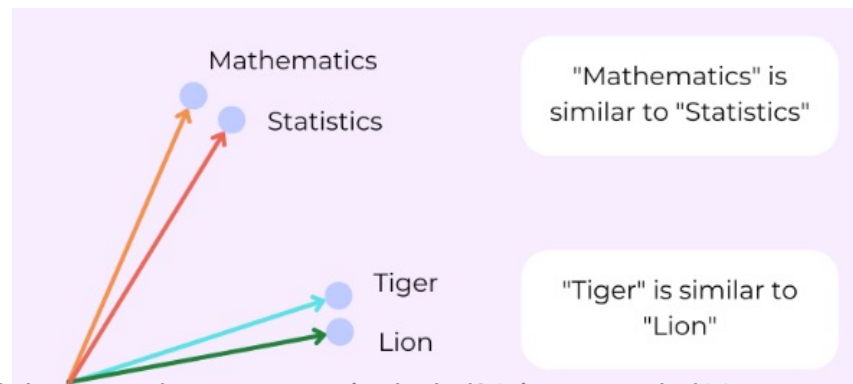 Mathematics
Statistics
"Mathematics" is
similar to "Statistics"
Tiger
Lion
"Tiger" is similar to
"Lion"